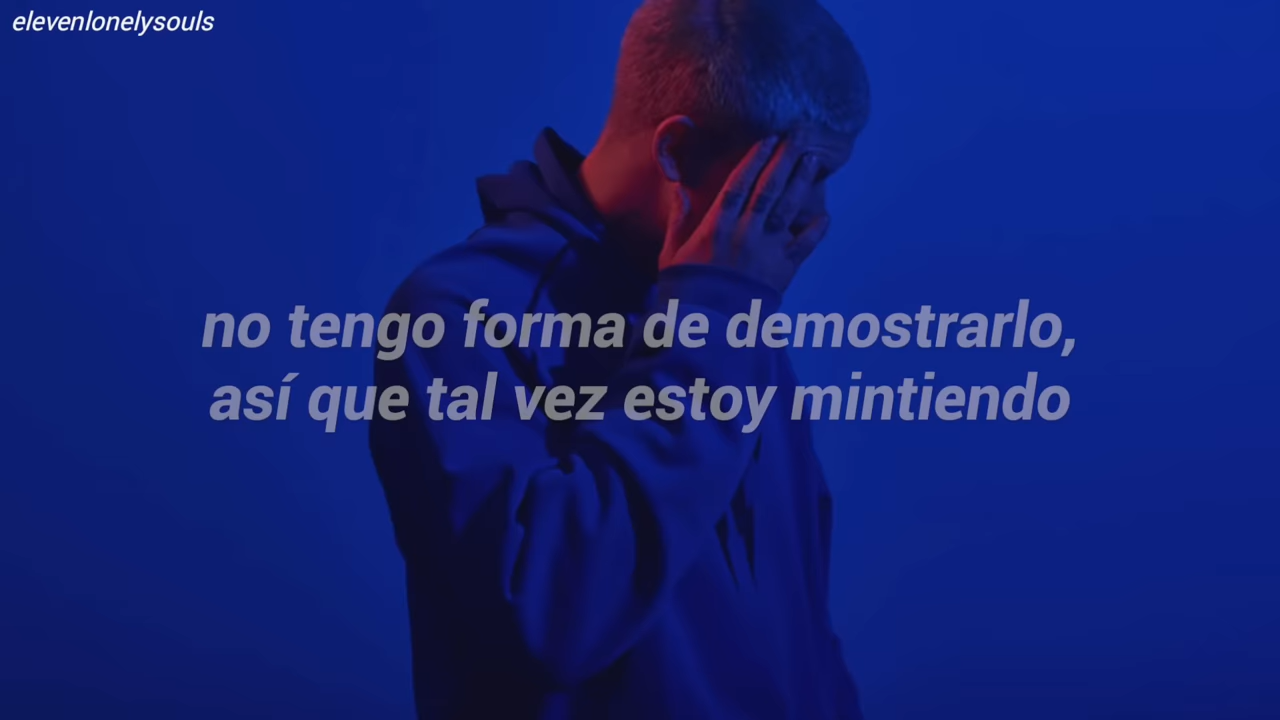 elevenlonelysouls
no tengo forma de demostrarlo,
así que tal vez estoy mintiendo